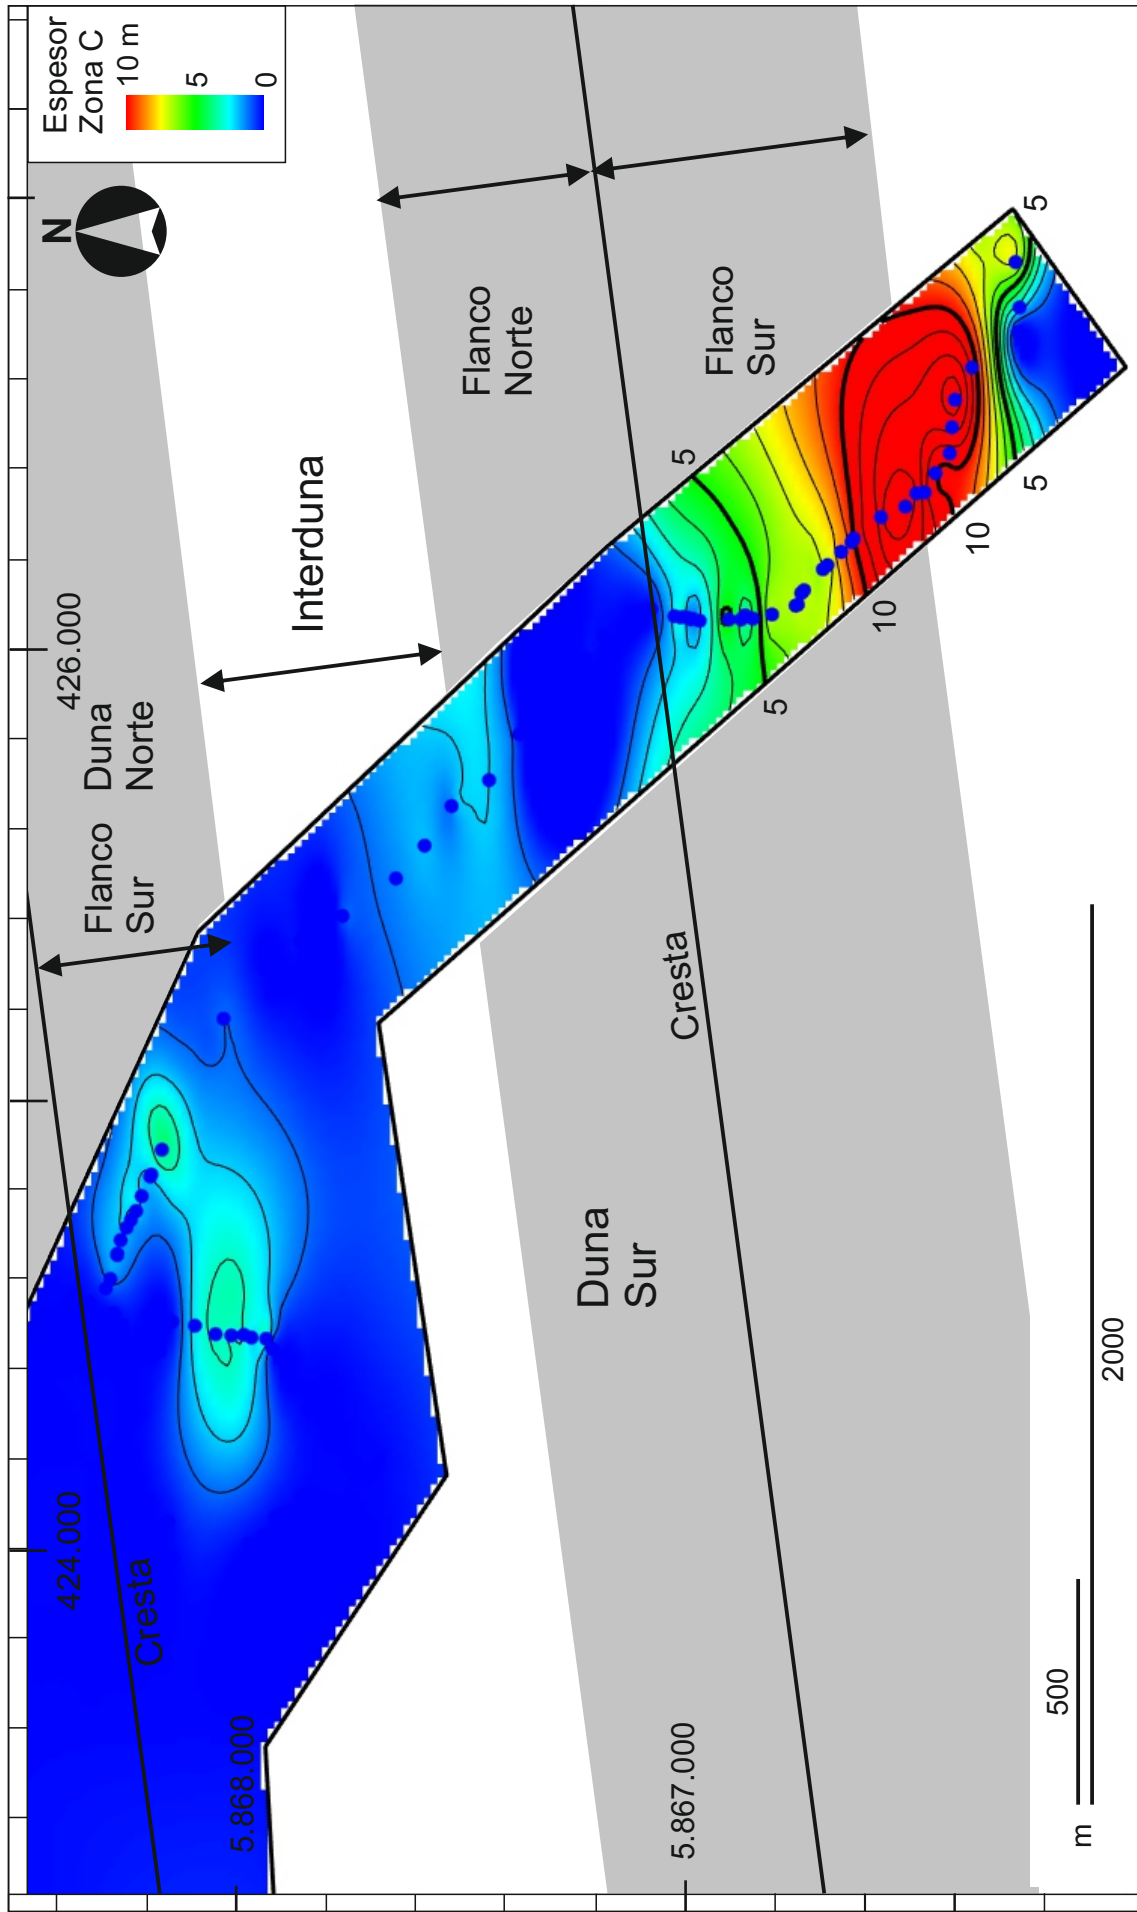 Espesor
Zona C
10 m
5
0
N
426.000
Duna
Norte
Flanco
Sur
Interduna
Flanco
Norte
Flanco
Sur
424.000
Cresta
5.868.000
5
5
10
10
5
5
Cresta
Duna
Sur
5.867.000
500
m
2000